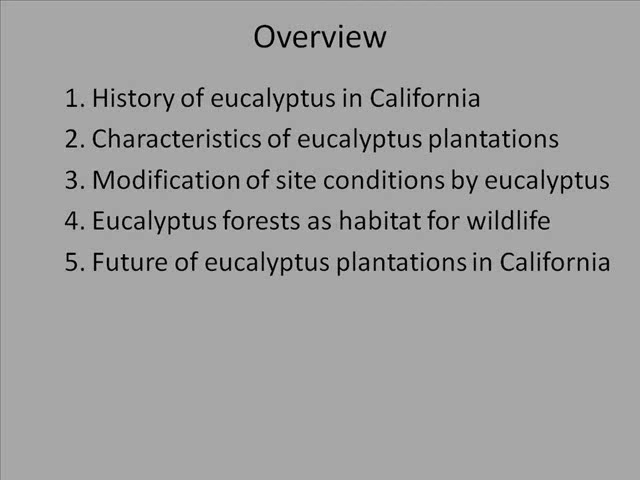 Overview
1. History of eucalyptus in California
2. Characteristics of eucalyptus plantations
3. Modification of site conditions by eucalyptus
4. Eucalyptus forests as habitat for wildlife
5. Future of eucalyptus plantations in California